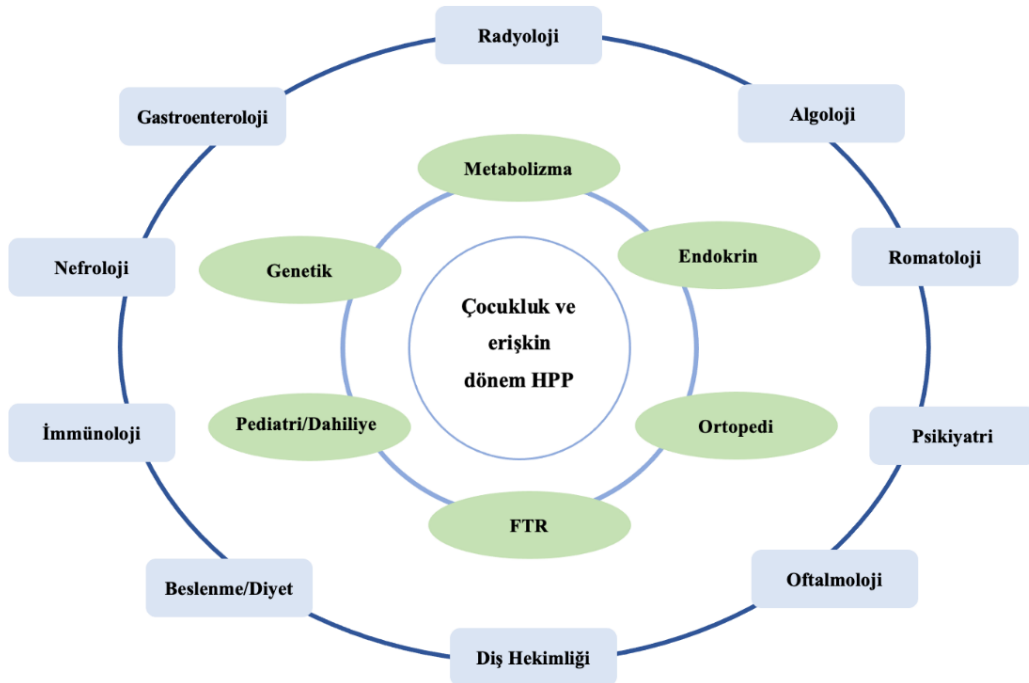 Radyoloji
Gastroenteroloji
Algoloji
Metabolizma
Nefroloji
Genetik
Endokrin
Romatoloji
Çocukluk ve
erişkin
dönem HPP
İmmünoloji
Pediatri/Dahiliye
Ortopedi
Psikiyatri
FTR
Beslenme/Diyet
Oftalmoloji
Diş Hekimliği